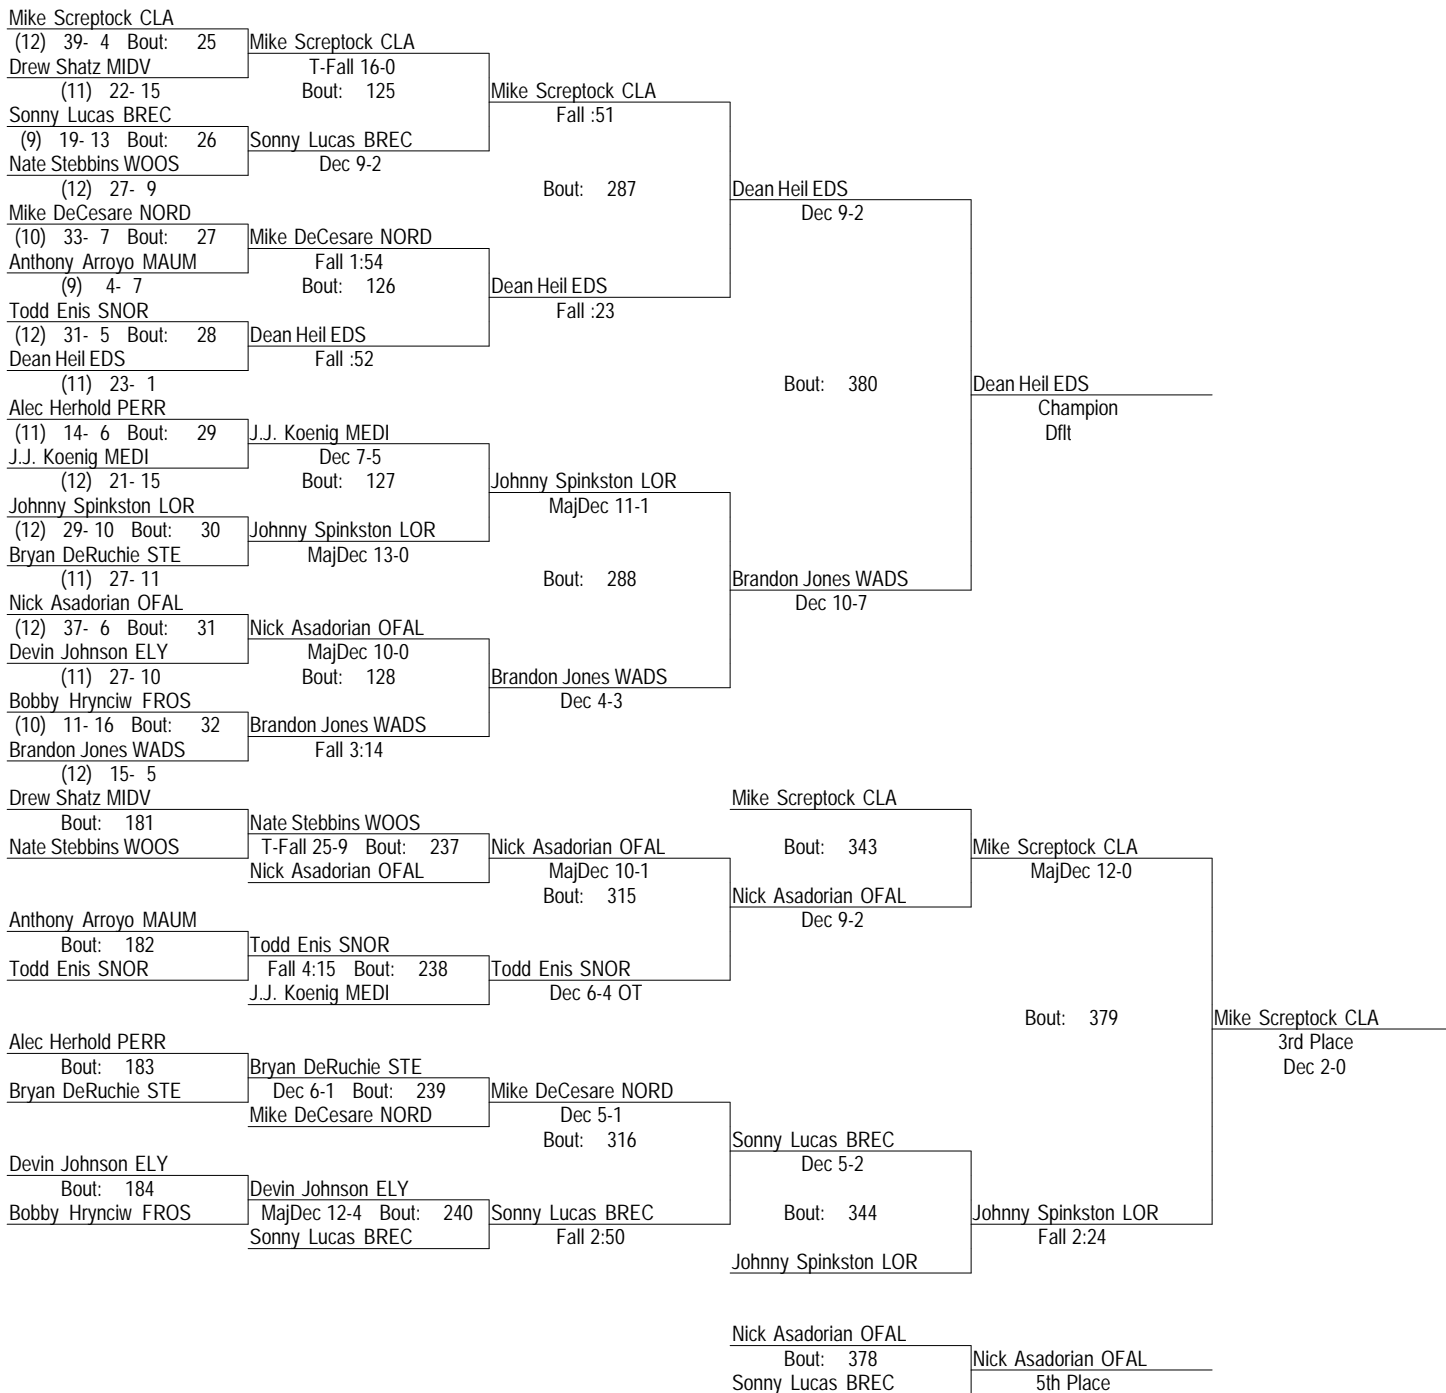 Mike Screptock CLA
(12) 39- 4 Bout: 25 Mike Screptock CLA
Drew Shatz MIDV T-Fall 16-0
(11) 22- 15 Bout: 125 Mike Screptock CLA
Sonny Lucas BREC Fall :51
(9) 19- 13 Bout: 26 Sonny Lucas BREC
Nate Stebbins WOOS Dec 9-2
(12) 27- 9 Bout: 287 Dean Heil EDS
Mike DeCesare NORD Dec 9-2
(10) 33- 7 Bout: 27 Mike DeCesare NORD
Anthony Arroyo MAUM Fall 1:54
(9) 4- 7 Bout: 126 Dean Heil EDS
Todd Enis SNOR Fall :23
(12) 31- 5 Bout: 28 Dean Heil EDS
Dean Heil EDS Fall :52
(11) 23- 1 Bout: 380 Dean Heil EDS
Alec Herhold PERR Champion
(11) 14- 6 Bout: 29 J.J. Koenig MEDI Dflt
J.J. Koenig MEDI Dec 7-5
(12) 21- 15 Bout: 127 Johnny Spinkston LOR
Johnny Spinkston LOR MajDec 11-1
(12) 29- 10 Bout: 30 Johnny Spinkston LOR
Bryan DeRuchie STE MajDec 13-0
(11) 27- 11 Bout: 288 Brandon Jones WADS
Nick Asadorian OFAL Dec 10-7
(12) 37- 6 Bout: 31 Nick Asadorian OFAL
Devin Johnson ELY MajDec 10-0
(11) 27- 10 Bout: 128 Brandon Jones WADS
Bobby Hrynciw FROS Dec 4-3
(10) 11- 16 Bout: 32 Brandon Jones WADS
Brandon Jones WADS Fall 3:14
(12) 15- 5
Drew Shatz MIDV Mike Screptock CLA
Bout: 181 Nate Stebbins WOOS
Nate Stebbins WOOS T-Fall 25-9 Bout: 237 Nick Asadorian OFAL Bout: 343 Mike Screptock CLA
Nick Asadorian OFAL MajDec 10-1 MajDec 12-0
Bout: 315 Nick Asadorian OFAL
Anthony Arroyo MAUM Dec 9-2
Bout: 182 Todd Enis SNOR
Todd Enis SNOR Fall 4:15 Bout: 238 Todd Enis SNOR
J.J. Koenig MEDI Dec 6-4 OT
Bout: 379 Mike Screptock CLA
Alec Herhold PERR 3rd Place
Bout: 183 Bryan DeRuchie STE Dec 2-0
Bryan DeRuchie STE Dec 6-1 Bout: 239 Mike DeCesare NORD
Mike DeCesare NORD Dec 5-1
Bout: 316 Sonny Lucas BREC
Devin Johnson ELY Dec 5-2
Bout: 184 Devin Johnson ELY
Bobby Hrynciw FROS MajDec 12-4 Bout: 240 Sonny Lucas BREC Bout: 344 Johnny Spinkston LOR
Sonny Lucas BREC Fall 2:50 Fall 2:24
Johnny Spinkston LOR
Nick Asadorian OFAL
Bout: 378 Nick Asadorian OFAL
Sonny Lucas BREC 5th Place